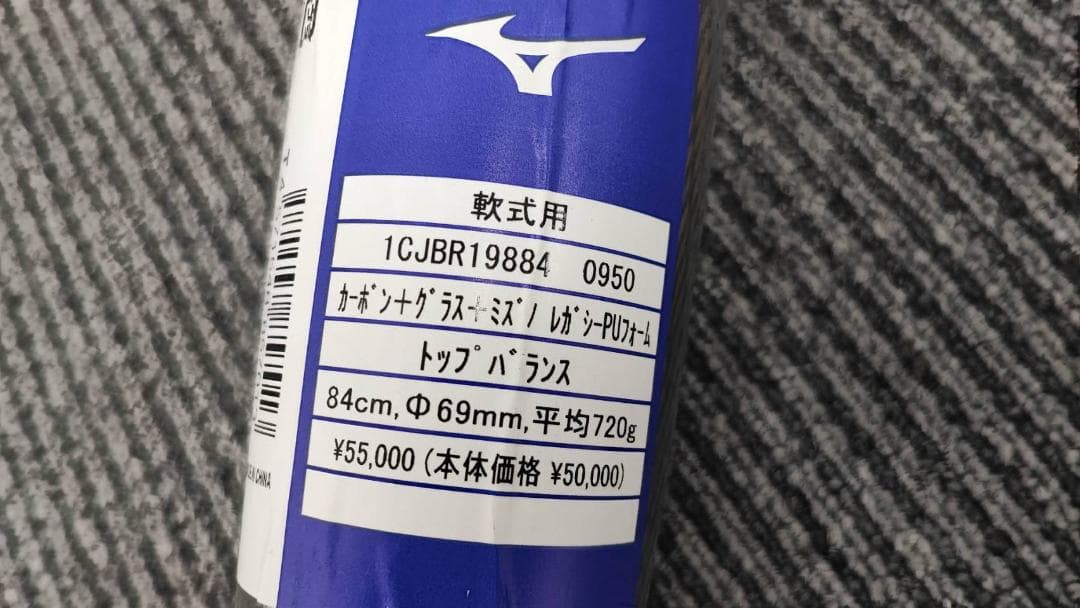 軟式用
1CJBR19884 0950
ｶｰﾎﾞﾝ＋ｸﾞﾗｽ＋ﾐｽﾞﾉ ﾚｶﾞｼｰPUﾌｫｰﾑ
ﾄｯﾌﾟﾊﾞﾗﾝｽ
84cm,Φ69mm,平均720g
¥55,000 (本体価格 ¥50,000)
CHINA